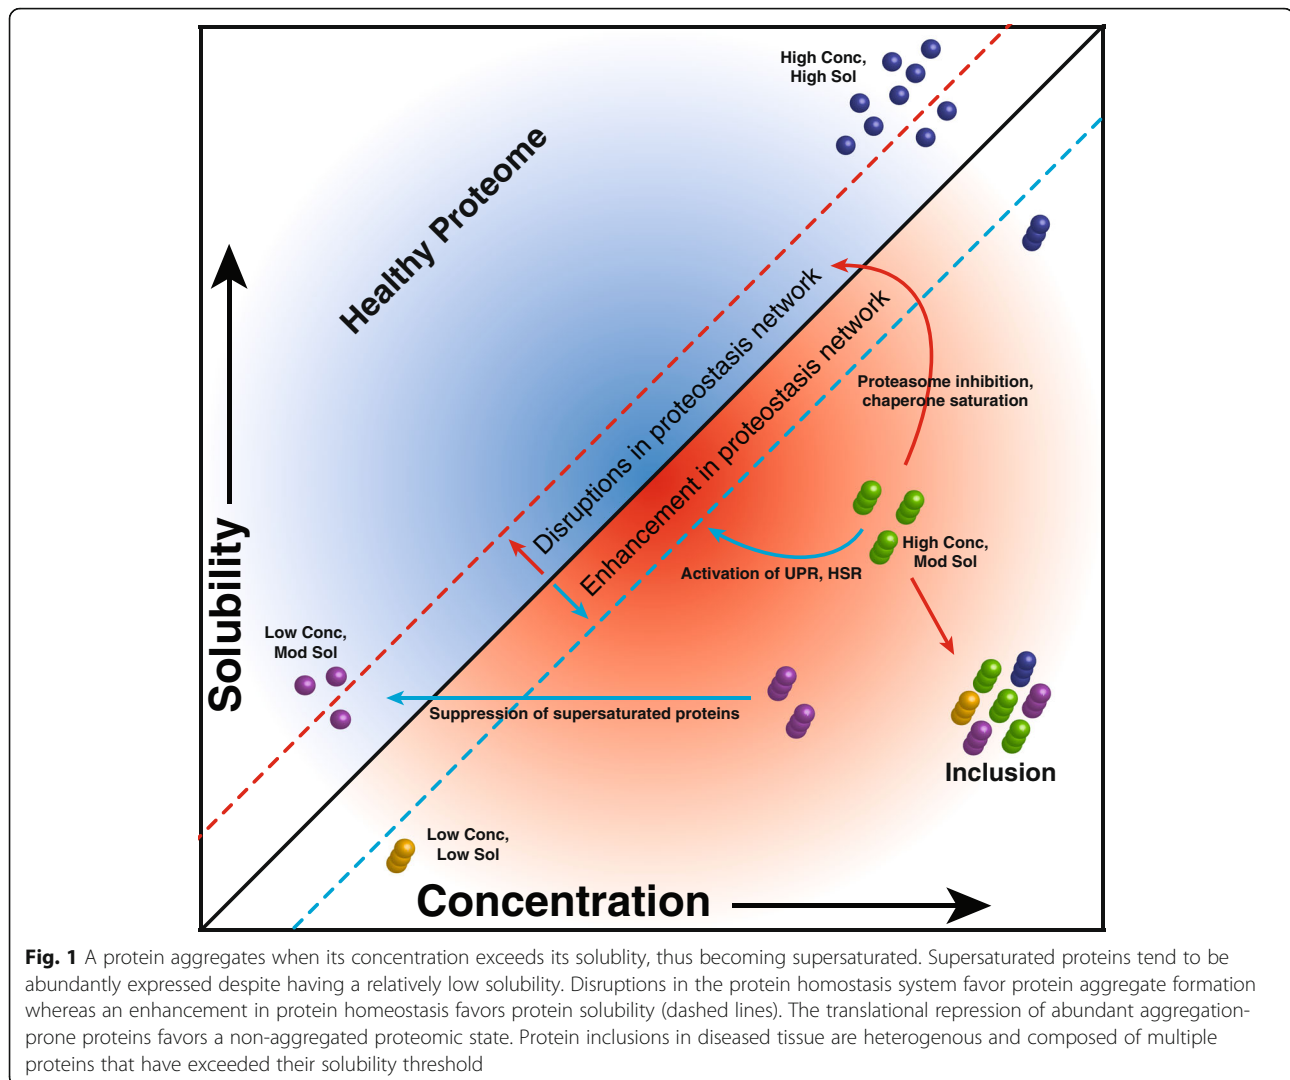 High Conc,
High Sol
Healthy Proteome
Disruptions in proteostasis network
Enhancement in proteostasis network
Proteasome inhibition,
chaperone saturation
Solubility
High Conc,
Mod Sol
Activation of UPR, HSR
Low Conc,
Mod Sol
Suppression of supersaturated proteins
Inclusion
Low Conc,
Low Sol
Concentration
Fig. 1 A protein aggregates when its concentration exceeds its solublity, thus becoming supersaturated. Supersaturated proteins tend to be
abundantly expressed despite having a relatively low solubility. Disruptions in the protein homostasis system favor protein aggregate formation
whereas an enhancement in protein homeostasis favors protein solubility (dashed lines). The translational repression of abundant aggregation-
prone proteins favors a non-aggregated proteomic state. Protein inclusions in diseased tissue are heterogenous and composed of multiple
proteins that have exceeded their solubility threshold